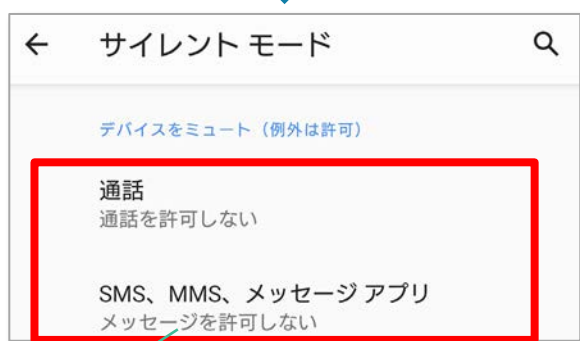 サイレント モード
デバイスをミュート（例外は許可）
通話
通話を許可しない
SMS、MMS、メッセージ アプリ
メッセージを許可しない